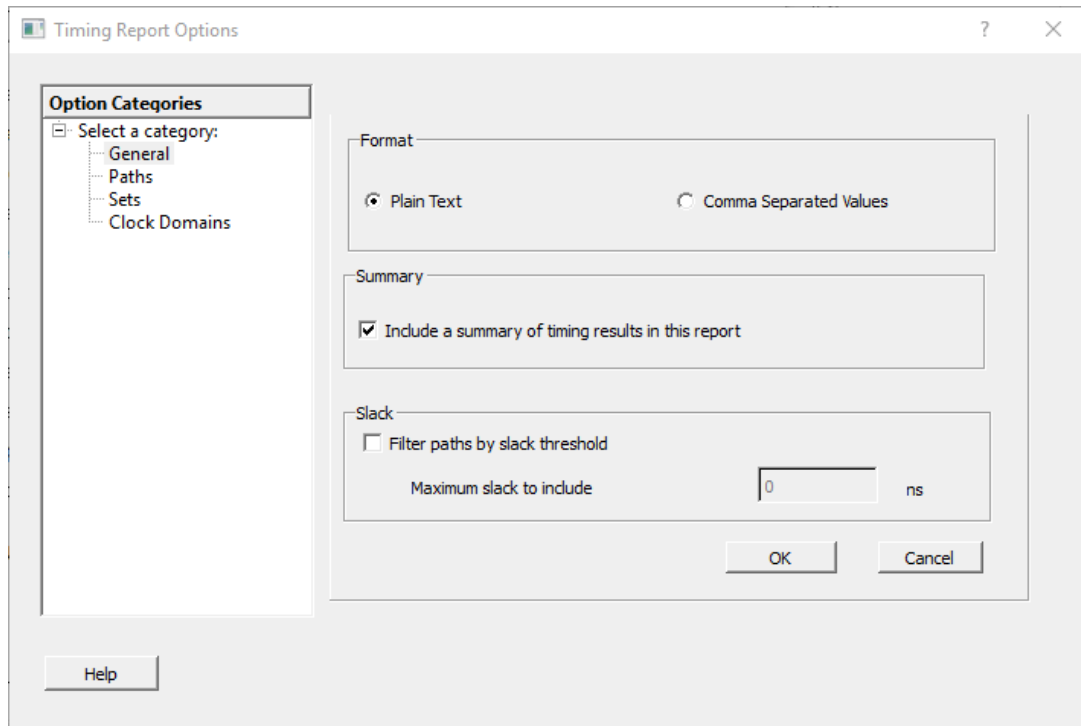 Timing Report Options
?
Option Categories
Select a category:
General
Paths
Sets
Clock Domains
Format
Plain Text
Comma Separated Values
Summary
Include a summary of timing results in this report
Slack
Filter paths by slack threshold
Maximum slack to include
0
ns
OK
Cancel
Help